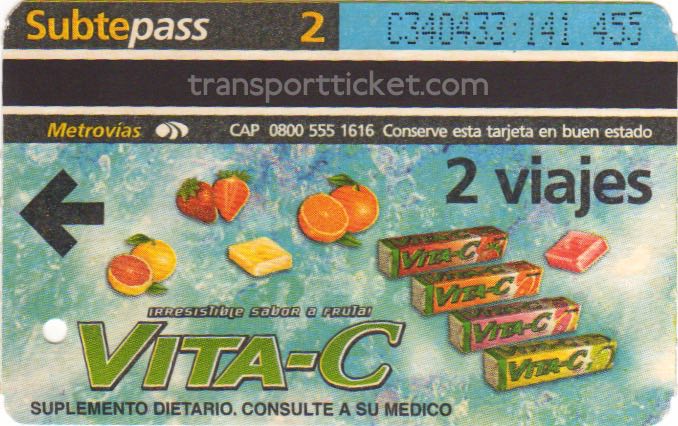 Subtepass 2 C340433:141.455
transportticket.com
Metrovías CAP 0800 555 1616 Conserve esta tarjeta en buen estado
2 viajes
VITA-C
VITA-C
VITA-C
VITA-C
IRRESISTIBLE SABOR A FRUTA!
VITA-C
SUPLEMENTO DIETARIO. CONSULTE A SU MEDICO